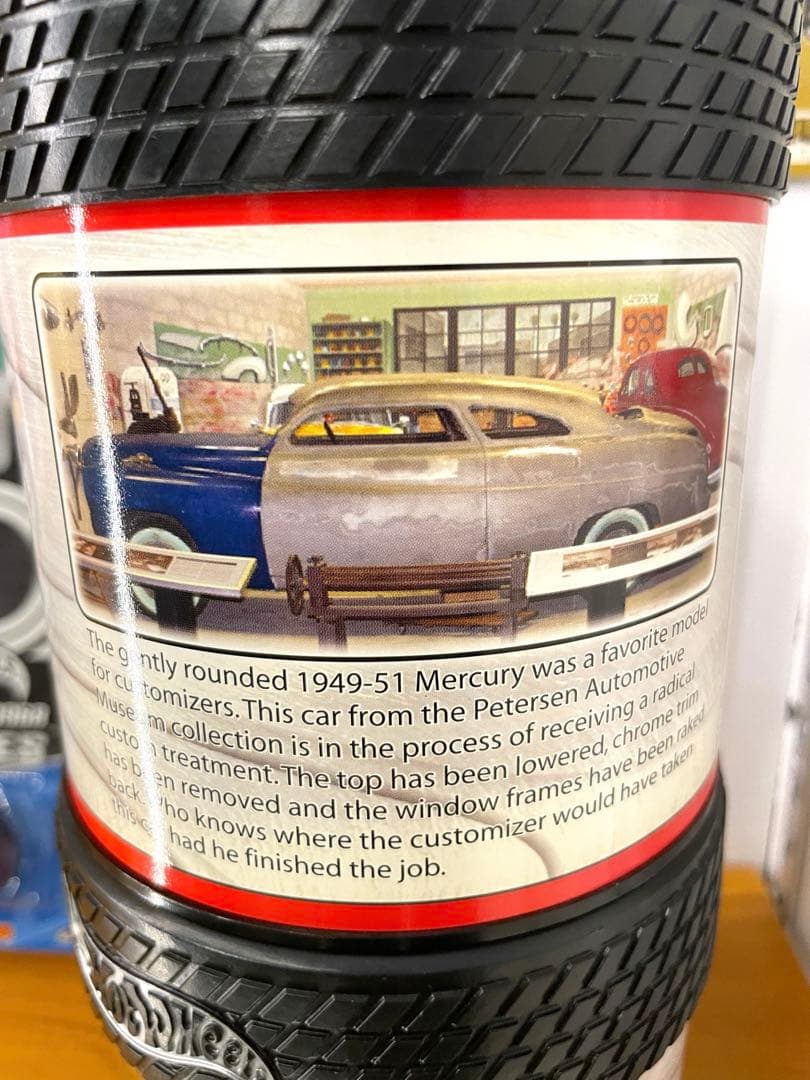 The gently rounded 1949-51 Mercury was a favorite model
for customizers. This car from the Petersen Automotive
Museum collection is in the process of receiving a radical
custom treatment. The top has been lowered, chrome trim
has been removed and the window frames have been raked
back. Who knows where the customizer would have taken
this car had he finished the job.
Hot Wheels